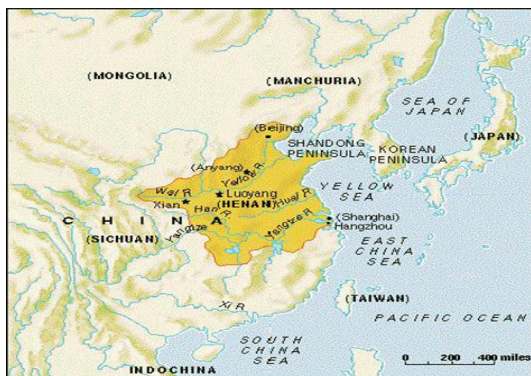 (MONGOLIA)
(MANCHURIA)
SEA OF
JAPAN
(Beijing)
SHANDONG
PENINSULA
KOREAN
PENINSULA
(JAPAN)
(Anyang)
Yellow R.
YELLOW
SEA
Wei R.
Luoyang
Xian
(HENAN)
Huai R.
Han R.
CHINA
(SICHUAN)
Yangtze
Yangtze R.
(Shanghai)
Hangzhou
EAST
CHINA
SEA
Xi R.
(TAIWAN)
PACIFIC OCEAN
SOUTH
CHINA
SEA
INDOCHINA
0 200 400 miles